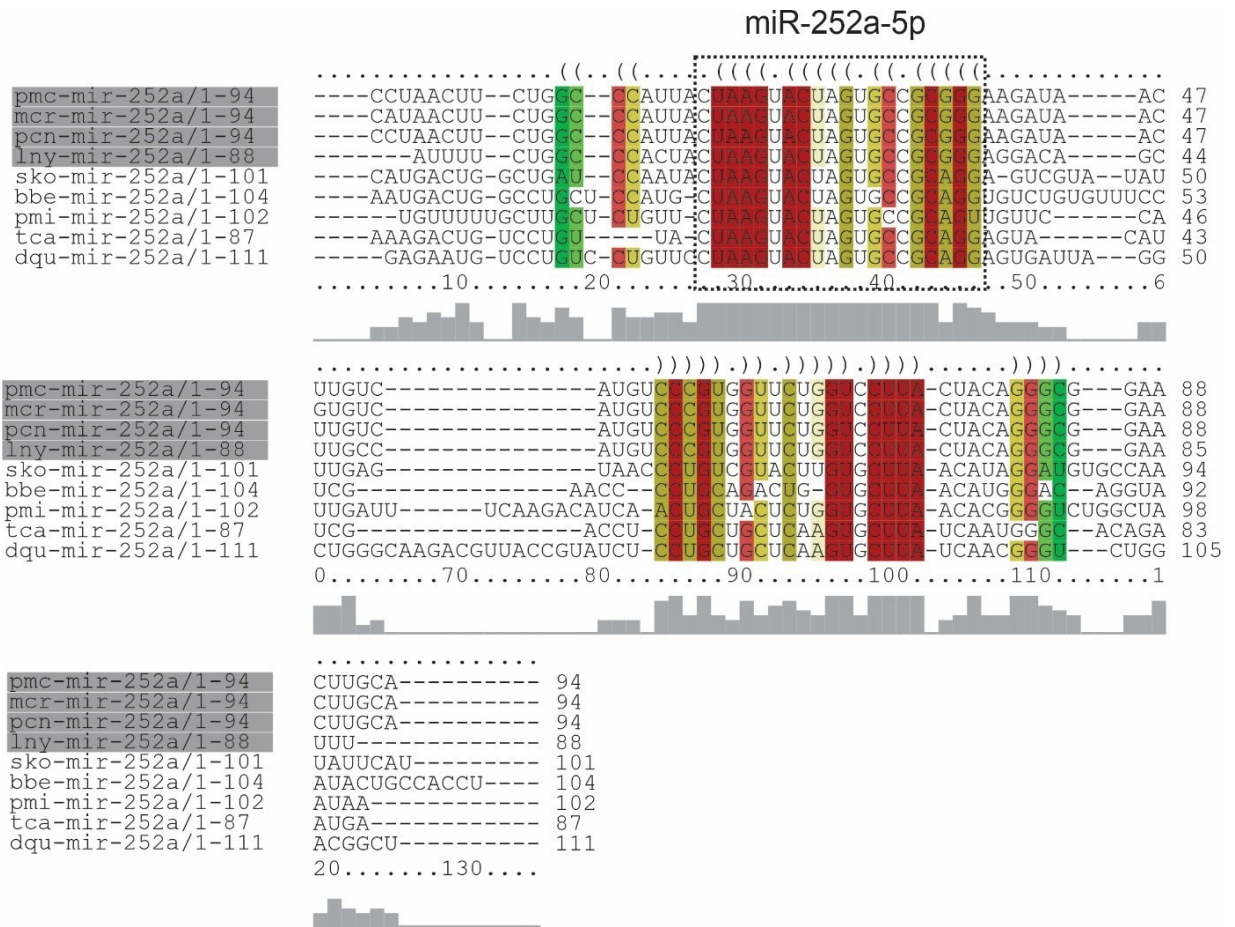 miR-252a-5p
.................((..((.....((((.(((((.((.(((((.............
pmc-mir-252a/1-94 ----CCUAACUU--CUGGC--CCAUUACUAAGUACUAGUGCCGCGGGAAGAUA-----AC 47
mcr-mir-252a/1-94 ----CAUAACUU--CUGGC--CCAUUACUAAGUACUAGUGCCGCGGGAAGAUA-----AC 47
pcn-mir-252a/1-94 ----CCUAACUU--CUGGC--CCAUUACUAAGUACUAGUGCCGCGGGAAGAUA-----AC 47
lny-mir-252a/1-88 -------AUUUU--CUGGC--CCACUACUAAGUACUAGUGCCGCGGGAGGACA-----GC 44
sko-mir-252a/1-101 ----CAUGACUG-GCUGAU--CCAAUACUAAGUACUAGUGCCGCAGGA-GUCGUA--UAU 50
bbe-mir-252a/1-104 ----AAUGACUG-GCCUGCU-CCAUG-CUAAGUACUAGUGCCGCAGGUGUCUGUGUUUCC 53
pmi-mir-252a/1-102 ------UGUUUUUGCUUGCU-CUGUU-CUAAGUACUAGUGCCGCAGUUGUUC------CA 46
tca-mir-252a/1-87 ----AAAGACUG-UCCUGU-----UA-CUAAGUACUAGUGCCGCAGGAGUA------CAU 43
dqu-mir-252a/1-111 -----GAGAAUG-UCCUGUC-CUGUUCCUAAGUACUAGUGCCGCAGGAGUGAUUA---GG 50
.........10........20........30........40........50........6
........................))))).)).))))).))))......)))).......
pmc-mir-252a/1-94 UUGUC---------------AUGUCCCGUGGUUCUGGUCCUUA-CUACAGGGCG---GAA 88
mcr-mir-252a/1-94 GUGUC---------------AUGUCCCGUGGUUCUGGUCCUUA-CUACAGGGCG---GAA 88
pcn-mir-252a/1-94 UUGUC---------------AUGUCCCGUGGUUCUGGUCCUUA-CUACAGGGCG---GAA 88
lny-mir-252a/1-88 UUGCC---------------AUGUCCCGUGGUUCUGGUCCUUA-CUACAGGGCG---GAA 85
sko-mir-252a/1-101 UUGAG---------------UAACCCUGUCGUACUUGUGCUUA-ACAUAGGAUGUGCCAA 94
bbe-mir-252a/1-104 UCG---------------AACC--CCUGCAGACUG-GUGCUUA-ACAUGGGAC--AGGUA 92
pmi-mir-252a/1-102 UUGAUU------UCAAGACAUCA-ACUGCUACUCUGGUGCUUA-ACACGGGGUCUGGCUA 98
tca-mir-252a/1-87 UCG----------------ACCU-CCUGCUGCUCAAGUGCUUA-UCAAUGGGC--ACAGA 83
dqu-mir-252a/1-111 CUGGGCAAGACGUUACCGUAUCU-CCUGCUGCUCAAGUGCUUA-UCAACGGGU---CUGG 105
0........70........80........90........100.......110.......1
................
pmc-mir-252a/1-94 CUUGCA---------- 94
mcr-mir-252a/1-94 CUUGCA---------- 94
pcn-mir-252a/1-94 CUUGCA---------- 94
lny-mir-252a/1-88 UUU------------- 88
sko-mir-252a/1-101 UAUUCAU--------- 101
bbe-mir-252a/1-104 AUACUGCCACCU---- 104
pmi-mir-252a/1-102 AUAA------------ 102
tca-mir-252a/1-87 AUGA------------ 87
dqu-mir-252a/1-111 ACGGCU---------- 111
20.......130....